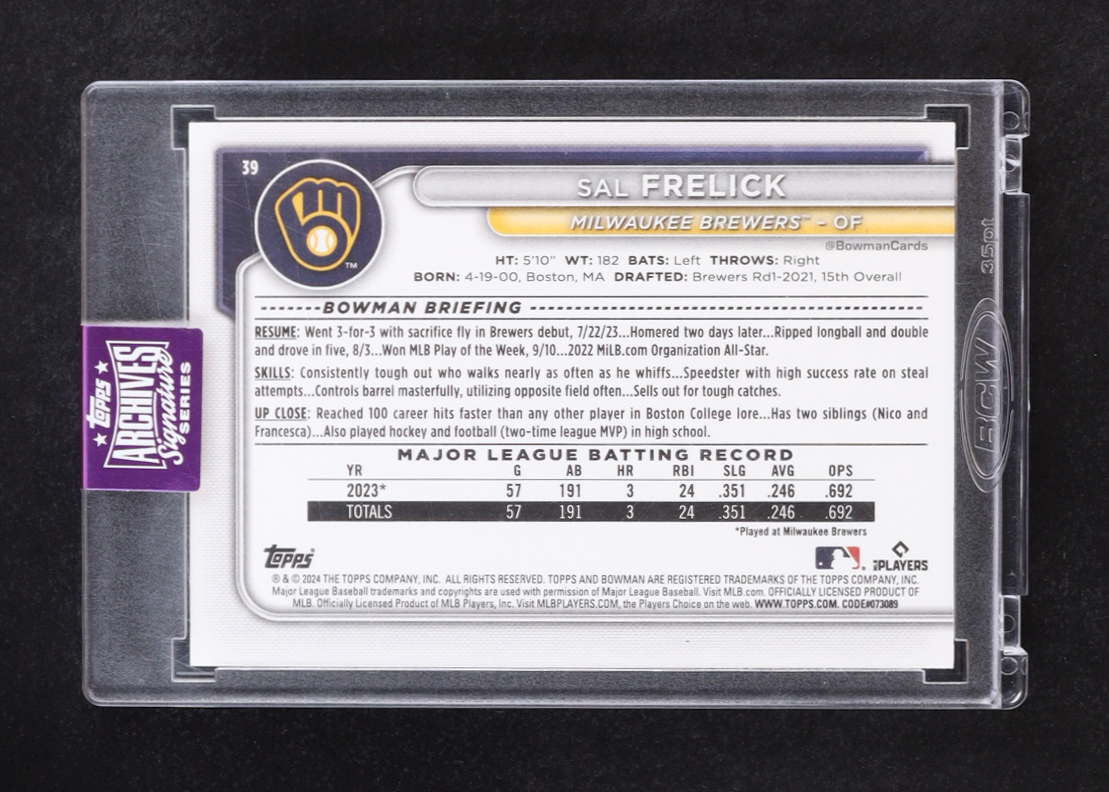 39
SAL FRELICK
MILWAUKEE BREWERS™ - OF
@BowmanCards
HT: 5'10" WT: 182 BATS: Left THROWS: Right
BORN: 4-19-00, Boston, MA DRAFTED: Brewers Rd1-2021, 15th Overall
BOWMAN BRIEFING
RESUME: Went 3-for-3 with sacrifice fly in Brewers debut, 7/22/23...Homered two days later...Ripped longball and double
and drove in five, 8/3...Won MLB Play of the Week, 9/10...2022 MiLB.com Organization All-Star.
SKILLS: Consistently tough out who walks nearly as often as he whiffs...Speedster with high success rate on steal
attempts...Controls barrel masterfully, utilizing opposite field often...Sells out for tough catches.
UP CLOSE: Reached 100 career hits faster than any other player in Boston College lore...Has two siblings (Nico and
Francesca)...Also played hockey and football (two-time league MVP) in high school.
MAJOR LEAGUE BATTING RECORD
YR G AB HR RBI SLG AVG OPS
2023* 57 191 3 24 .351 .246 .692
TOTALS 57 191 3 24 .351 .246 .692
*Played at Milwaukee Brewers
Topps® MLB PLAYERS
® & © 2024 THE TOPPS COMPANY, INC. ALL RIGHTS RESERVED. TOPPS AND BOWMAN ARE REGISTERED TRADEMARKS OF THE TOPPS COMPANY, INC.
Major League Baseball trademarks and copyrights are used with permission of Major League Baseball. Visit MLB.com. OFFICIALLY LICENSED PRODUCT OF
MLB. Officially Licensed Product of MLB Players, Inc. Visit MLBPLAYERS.COM, the Players Choice on the web. WWW.TOPPS.COM. CODE#073089
Topps
ARCHIVES
Signature
SERIES
35pt
BCW